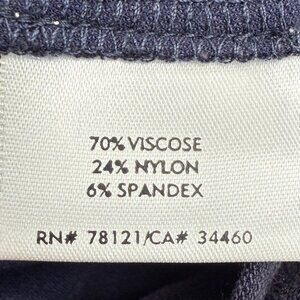 70% VISCOSE
24% NYLON
6% SPANDEX
RN# 78121/CA# 34460